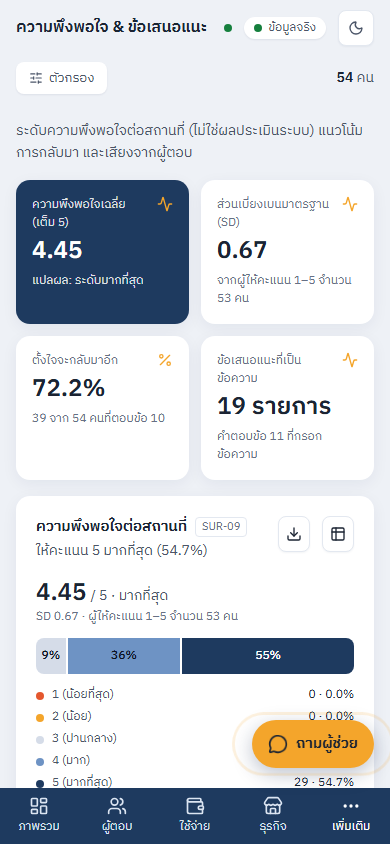 ความพึงพอใจ & ข้อเสนอแนะ
ข้อมูลจริง
ตัวกรอง
54 คน
ระดับความพึงพอใจต่อสถานที่ (ไม่ใช่ผลประเมินระบบ) แนวโน้ม
การกลับมา และเสียงจากผู้ตอบ
ความพึงพอใจเฉลี่ย
(เต็ม 5)
4.45
แปลผล: ระดับมากที่สุด
ส่วนเบี่ยงเบนมาตรฐาน
(SD)
0.67
จากผู้ให้คะแนน 1–5 จำนวน
53 คน
ตั้งใจจะกลับมาอีก
72.2%
39 จาก 54 คนที่ตอบข้อ 10
ข้อเสนอแนะที่เป็น
ข้อความ
19 รายการ
คำตอบข้อ 11 ที่กรอก
ข้อความ
ความพึงพอใจต่อสถานที่ SUR-09
ให้คะแนน 5 มากที่สุด (54.7%)
4.45 / 5 · มากที่สุด
SD 0.67 · ผู้ให้คะแนน 1–5 จำนวน 53 คน
9% 36% 55%
1 (น้อยที่สุด) 0 · 0.0%
2 (น้อย) 0 · 0.0%
3 (ปานกลาง)
4 (มาก)
ถามผู้ช่วย
5 (มากที่สุด) 29 · 54.7%
ภาพรวม ผู้ตอบ ใช้จ่าย ธุรกิจ เพิ่มเติม